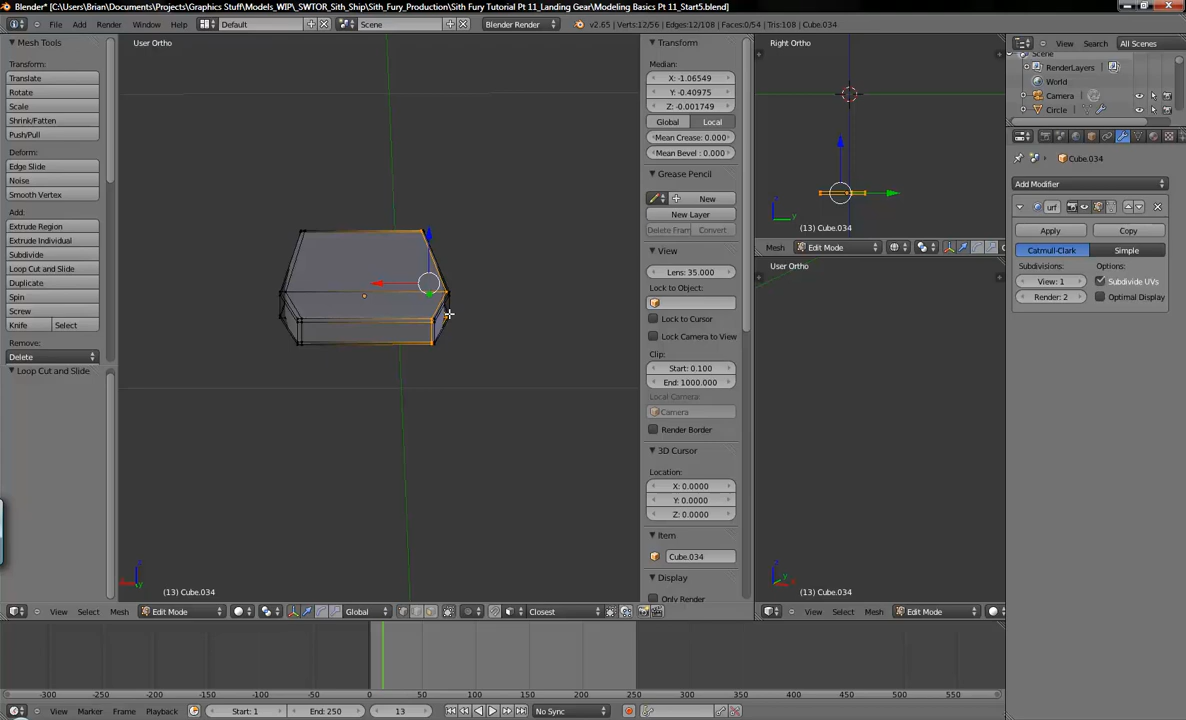 Blender* [C:\Users\Brian\Documents\Projects\Graphics Stuff\Models_WIP\_SWTOR_Sith_Ship\Sith_Fury_Production\Sith Fury Tutorial Pt 11_Landing Gear\Modeling Basics Pt 11_Start5.blend]
File Add Render Window Help Default Scene Blender Render v2.65 | Verts:12/56 | Edges:12/108 | Faces:0/54 | Tris:108 | Cube.034
Mesh Tools
Transform:
Translate
Rotate
Scale
Shrink/Fatten
Push/Pull
Deform:
Edge Slide
Noise
Smooth Vertex
Add:
Extrude Region
Extrude Individual
Subdivide
Loop Cut and Slide
Duplicate
Spin
Screw
Knife Select
Remove:
Delete
Loop Cut and Slide
User Ortho
(13) Cube.034
Transform
Median:
X: -1.06549
Y: -0.40975
Z: -0.001749
Global Local
Mean Crease: 0.000
Mean Bevel : 0.000
Grease Pencil
New
New Layer
Delete Fram Convert
View
Lens: 35.000
Lock to Object:
Lock to Cursor
Lock Camera to View
Clip:
Start: 0.100
End: 1000.000
Local Camera:
Camera
Render Border
3D Cursor
Location:
X: 0.0000
Y: 0.0000
Z: 0.0000
Item
Cube.034
Display
Only Render
Right Ortho
(13) Cube.034
Mesh Edit Mode
User Ortho
(13) Cube.034
View Search All Scenes
Scene
RenderLayers
World
Camera
Circle
Cube.034
Add Modifier
urf
Apply Copy
Catmull-Clark Simple
Subdivisions: Options:
View: 1 Subdivide UVs
Render: 2 Optimal Display
View Select Mesh Edit Mode Global Closest
View Select Mesh Edit Mode
-300 -250 -200 -150 -100 -50 0 50 100 150 200 250 300 350 400 450 500 550
View Marker Frame Playback Start: 1 End: 250 13 No Sync